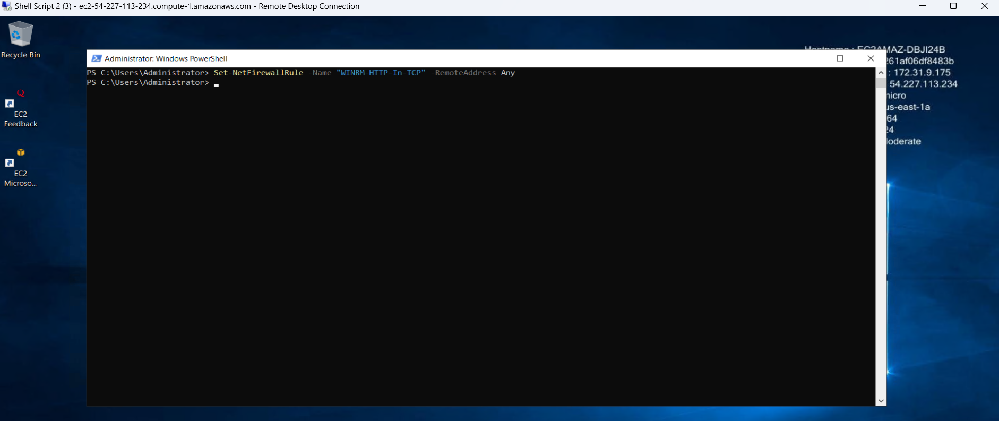 Shell Script 2 (3) - ec2-54-227-113-234.compute-1.amazonaws.com - Remote Desktop Connection
Recycle Bin
EC2
Feedback
EC2
Microso...
Administrator: Windows PowerShell
PS C:\Users\Administrator> Set-NetFirewallRule -Name "WINRM-HTTP-In-TCP" -RemoteAddress Any
PS C:\Users\Administrator>
Hostname : EC2AMAZ-DBJI24B
261af06df8483b
: 172.31.9.175
54.227.113.234
micro
us-east-1a
64
24
Moderate